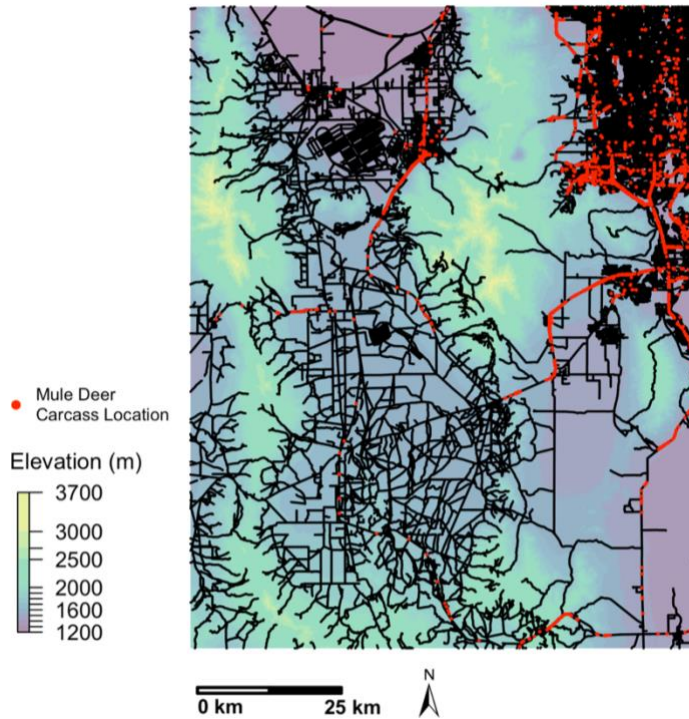 Mule Deer
Carcass Location
Elevation (m)
3700
3000
2500
2000
1600
1200
N
0 km
25 km